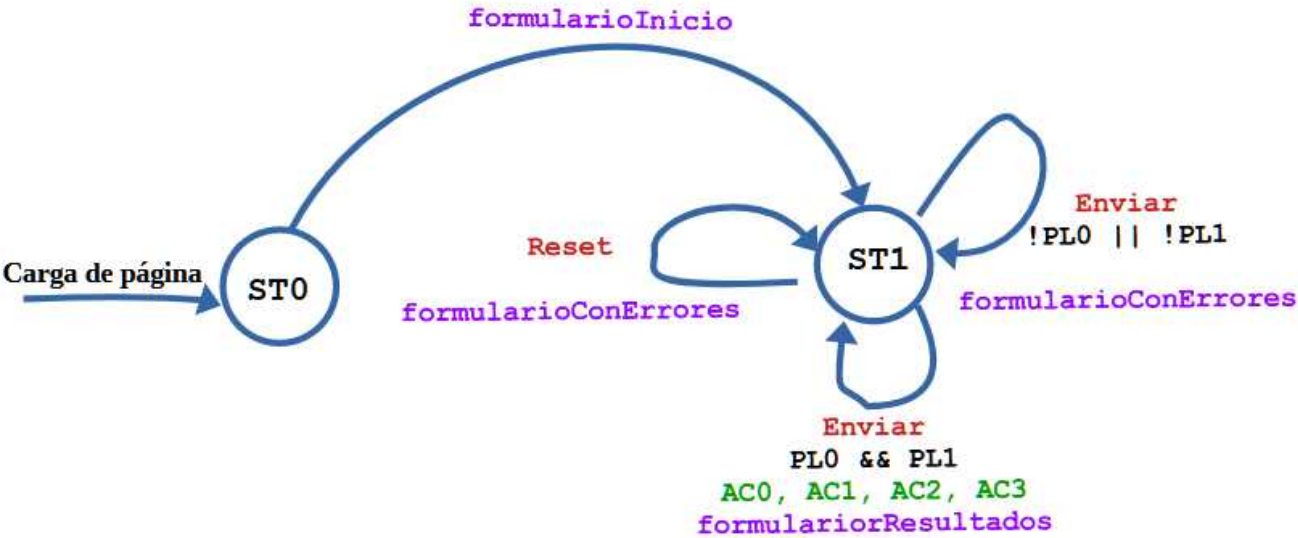 formularioInicio
Enviar
!PL0 || !PL1
Reset
ST1
Carga de página
ST0
formularioConErrores
formularioConErrores
Enviar
PL0 && PL1
AC0, AC1, AC2, AC3
formulariorResultados